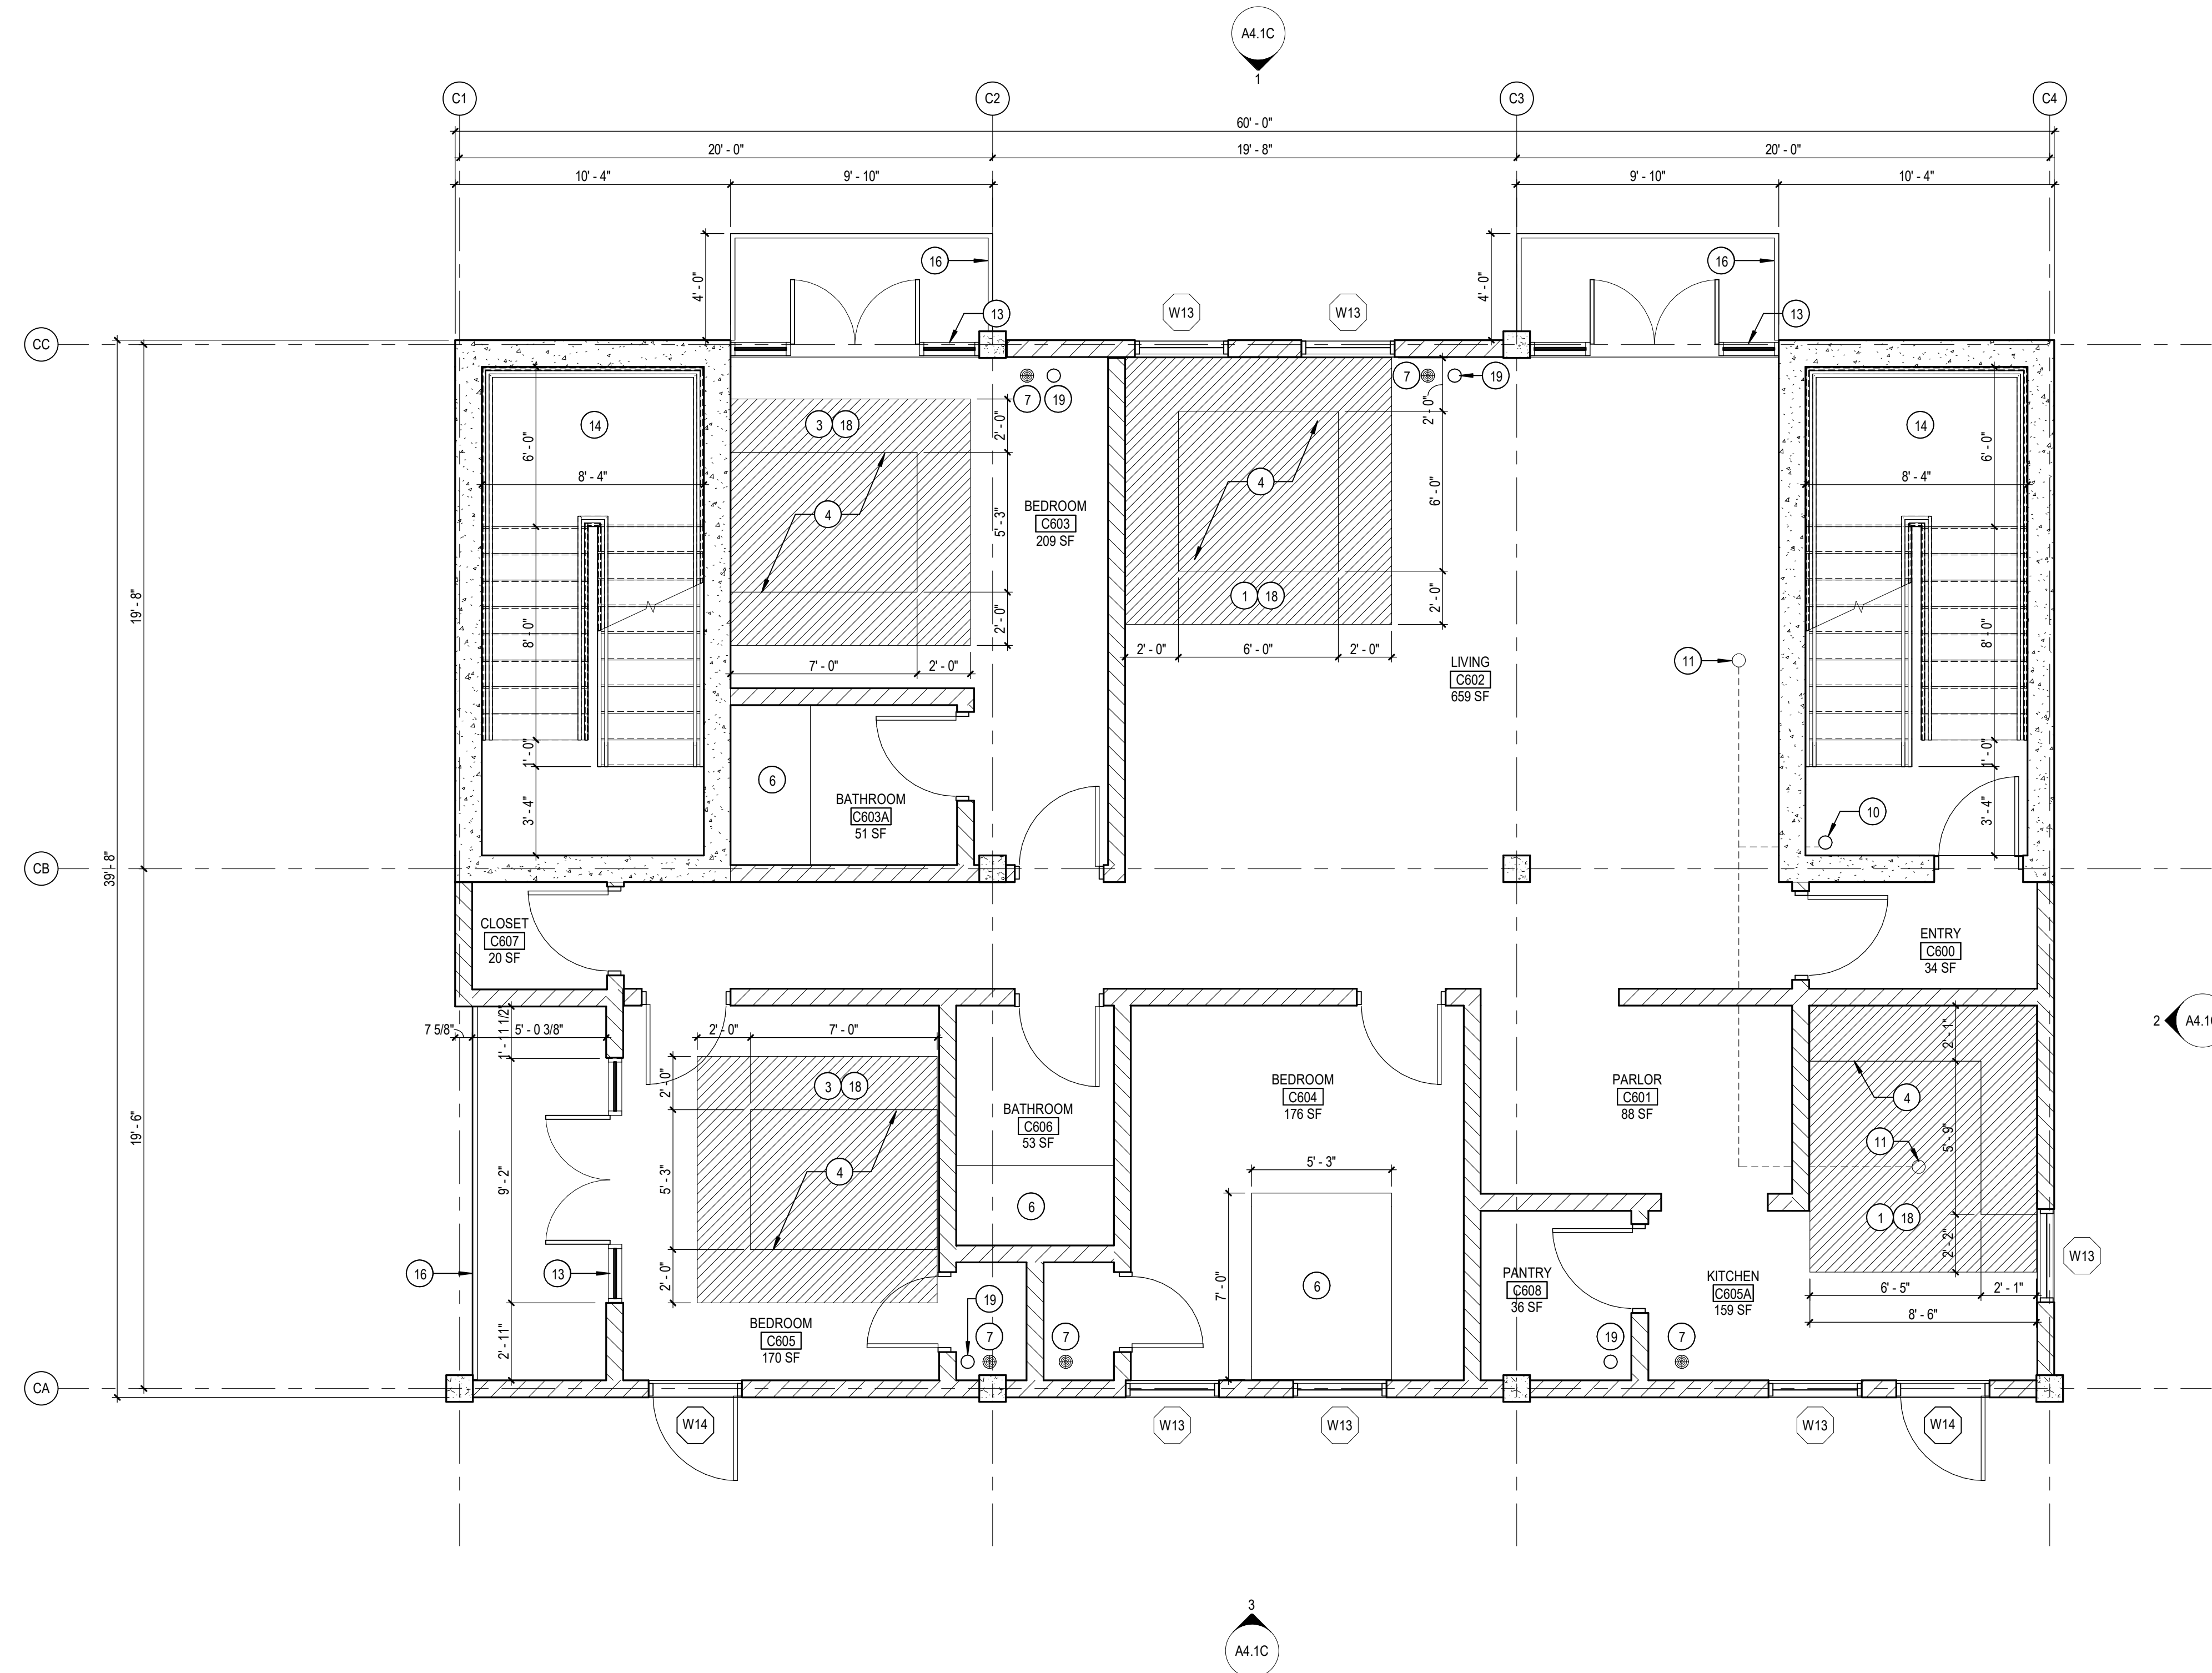 A4.1C
1
C1
C2
C3
C4
60' - 0"
20' - 0"
19' - 8"
20' - 0"
10' - 4"
9' - 10"
9' - 10"
10' - 4"
4' - 0"
16
4' - 0"
16
13
W13
W13
13
CC
7
19
7
19
14
6' - 0"
8' - 4"
3
18
2' - 0"
4
5' - 3"
2' - 0"
BEDROOM
C603
209 SF
4
2' - 0"
6' - 0"
2' - 0"
1
18
14
6' - 0"
8' - 4"
19' - 8"
8' - 0"
7' - 0"
2' - 0"
2' - 0"
6' - 0"
2' - 0"
LIVING
C602
659 SF
11
8' - 0"
1' - 0"
3' - 4"
6
BATHROOM
C603A
51 SF
10
1' - 0"
3' - 4"
CB
39' - 8"
CLOSET
C607
20 SF
ENTRY
C600
34 SF
7 5/8"
5' - 0 3/8"
1' - 11 1/2"
2' - 0"
7' - 0"
2' - 1"
2
A4.1
2' - 0"
3
18
BATHROOM
C606
53 SF
BEDROOM
C604
176 SF
PARLOR
C601
88 SF
4
19' - 6"
9' - 2"
5' - 3"
4
5' - 3"
11
5' - 9"
6
1
18
2' - 2"
W13
16
13
2' - 0"
7' - 0"
6
PANTRY
C608
36 SF
KITCHEN
C605A
159 SF
6' - 5"
2' - 1"
8' - 6"
19
2' - 11"
BEDROOM
C605
170 SF
7
7
19
7
CA
W14
W13
W13
W13
W14
3
A4.1C